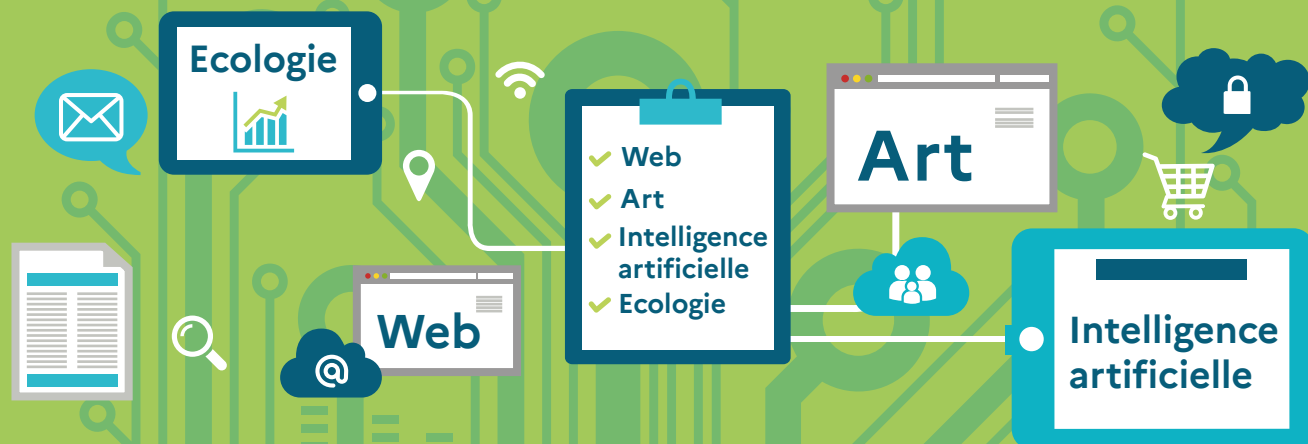 Ecologie
Web
Art
Intelligence
artificielle
Ecologie
Art
Web
@
Intelligence
artificielle